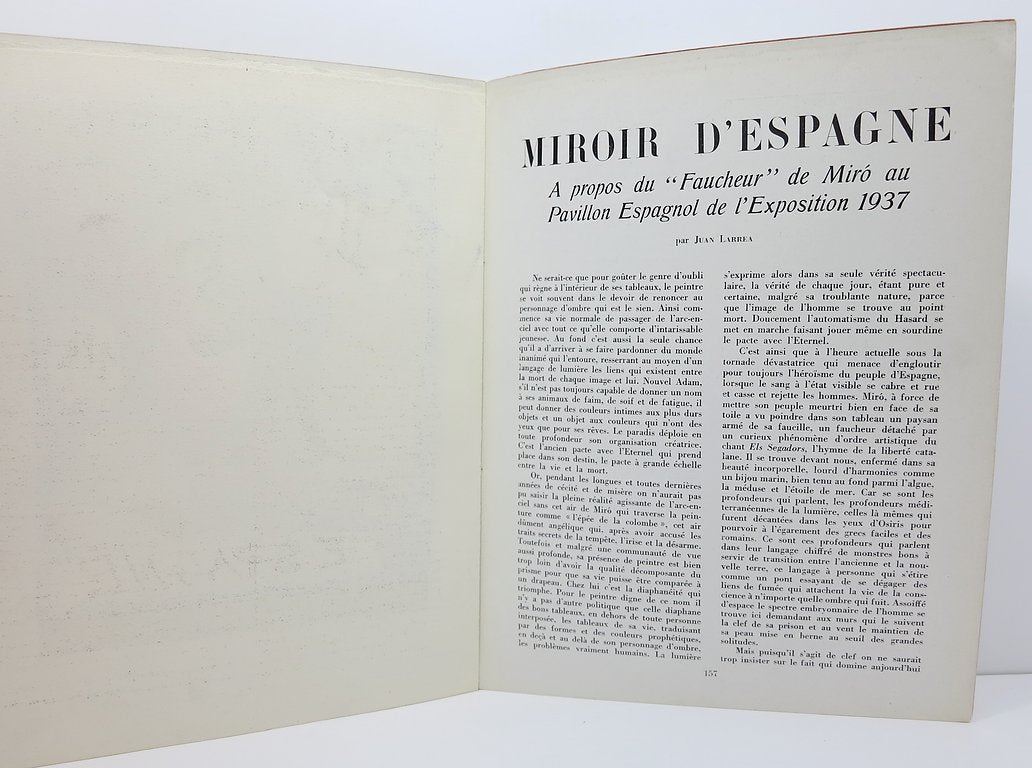 MIROIR D'ESPAGNE
A propos du "Faucheur" de Miró au
Pavillon Espagnol de l'Exposition 1937
par Juan Larrea
Ne serait-ce que pour goûter le genre d'oubli
qui règne à l'intérieur de ses tableaux, le peintre
se voit souvent dans le devoir de renoncer au
personnage d'ombre qui est le sien. Ainsi com-
mence sa vie normale de passager de l'arc-en-
ciel avec tout ce qu'elle comporte d'intarissable
jeunesse. Au fond c'est aussi la seule chance
qu'il a d'arriver à se faire pardonner du monde
inanimé qui l'entoure, resserrant au moyen d'un
langage de lumière les liens qui existent entre
la mort de chaque image et lui. Nouvel Adam,
s'il n'est pas toujours capable de donner un nom
à ses animaux de faim, de soif et de fatigue, il
peut donner des couleurs intimes aux plus durs
objets et un objet aux couleurs qui n'ont des
yeux que pour ses rêves. Le paradis déploie en
toute profondeur son organisation créatrice.
C'est l'ancien pacte avec l'Eternel qui prend
place dans son destin, le pacte à grande échelle
entre la vie et la mort.
Or, pendant les longues et toutes dernières
années de cécité et de misère on n'aurait pas
pu saisir la pleine réalité agissante de l'arc-en-
ciel sans cet air de Miró qui traverse la pein-
ture comme « l'épée de la colombe », cet air
dûment angélique qui, après avoir accusé les
traits secrets de la tempête, l'irise et la désarme.
Toutefois et malgré une communauté de vue
aussi profonde, sa présence de peintre est bien
trop loin d'avoir la qualité décomposante du
prisme pour que sa vie puisse être comparée à
un drapeau. Chez lui c'est la diaphanéité qui
triomphe. Pour le peintre digne de ce nom il
n'y a pas d'autre politique que celle diaphane
des bons tableaux, en dehors de toute personne
interposée, les tableaux de sa vie, traduisant
par des formes et des couleurs prophétiques,
en deçà et au delà de son personnage d'ombre,
les problèmes vraiment humains. La lumière
s'exprime alors dans sa seule vérité spectacu-
laire, la vérité de chaque jour, étant pure et
certaine, malgré sa troublante nature, parce
que l'image de l'homme se trouve au point
mort. Doucement l'automatisme du Hasard se
met en marche faisant jouer même en sourdine
le pacte avec l'Eternel.
C'est ainsi que à l'heure actuelle sous la
tornade dévastatrice qui menace d'engloutir
pour toujours l'héroïsme du peuple d'Espagne,
lorsque le sang à l'état visible se cabre et rue
et casse et rejette les hommes. Miró, à force de
mettre son peuple meurtri bien en face de sa
toile a vu poindre dans son tableau un paysan
armé de sa faucille, un faucheur détaché par
un curieux phénomène d'ordre artistique du
chant Els Segadors, l'hymne de la liberté cata-
lane. Il se trouve devant nous, enfermé dans sa
beauté incorporelle, lourd d'harmonies comme
un bijou marin, bien tenu au fond parmi l'algue,
la méduse et l'étoile de mer. Car se sont les
profondeurs qui parlent, les profondeurs médi-
terranéennes de la lumière, celles là mêmes qui
furent décantées dans les yeux d'Osiris pour
pourvoir à l'égarement des grecs faciles et des
romains. Ce sont ces profondeurs qui parlent
dans leur langage chiffré de monstres bons à
servir de transition entre l'ancienne et la nou-
velle terre, ce langage à personne qui s'étire
comme un pont essayant de se dégager des
liens de fumée qui attachent la vie de la cons-
cience à n'importe quelle ombre qui fuit. Assoiffé
d'espace le spectre embryonnaire de l'homme se
trouve ici demandant aux murs qui le suivent
la clef de sa prison et au vent le maintien de
sa peau mise en berne au seuil des grandes
solitudes.
Mais puisqu'il s'agit de clef on ne saurait
trop insister sur le fait qui domine aujourd'hui
157